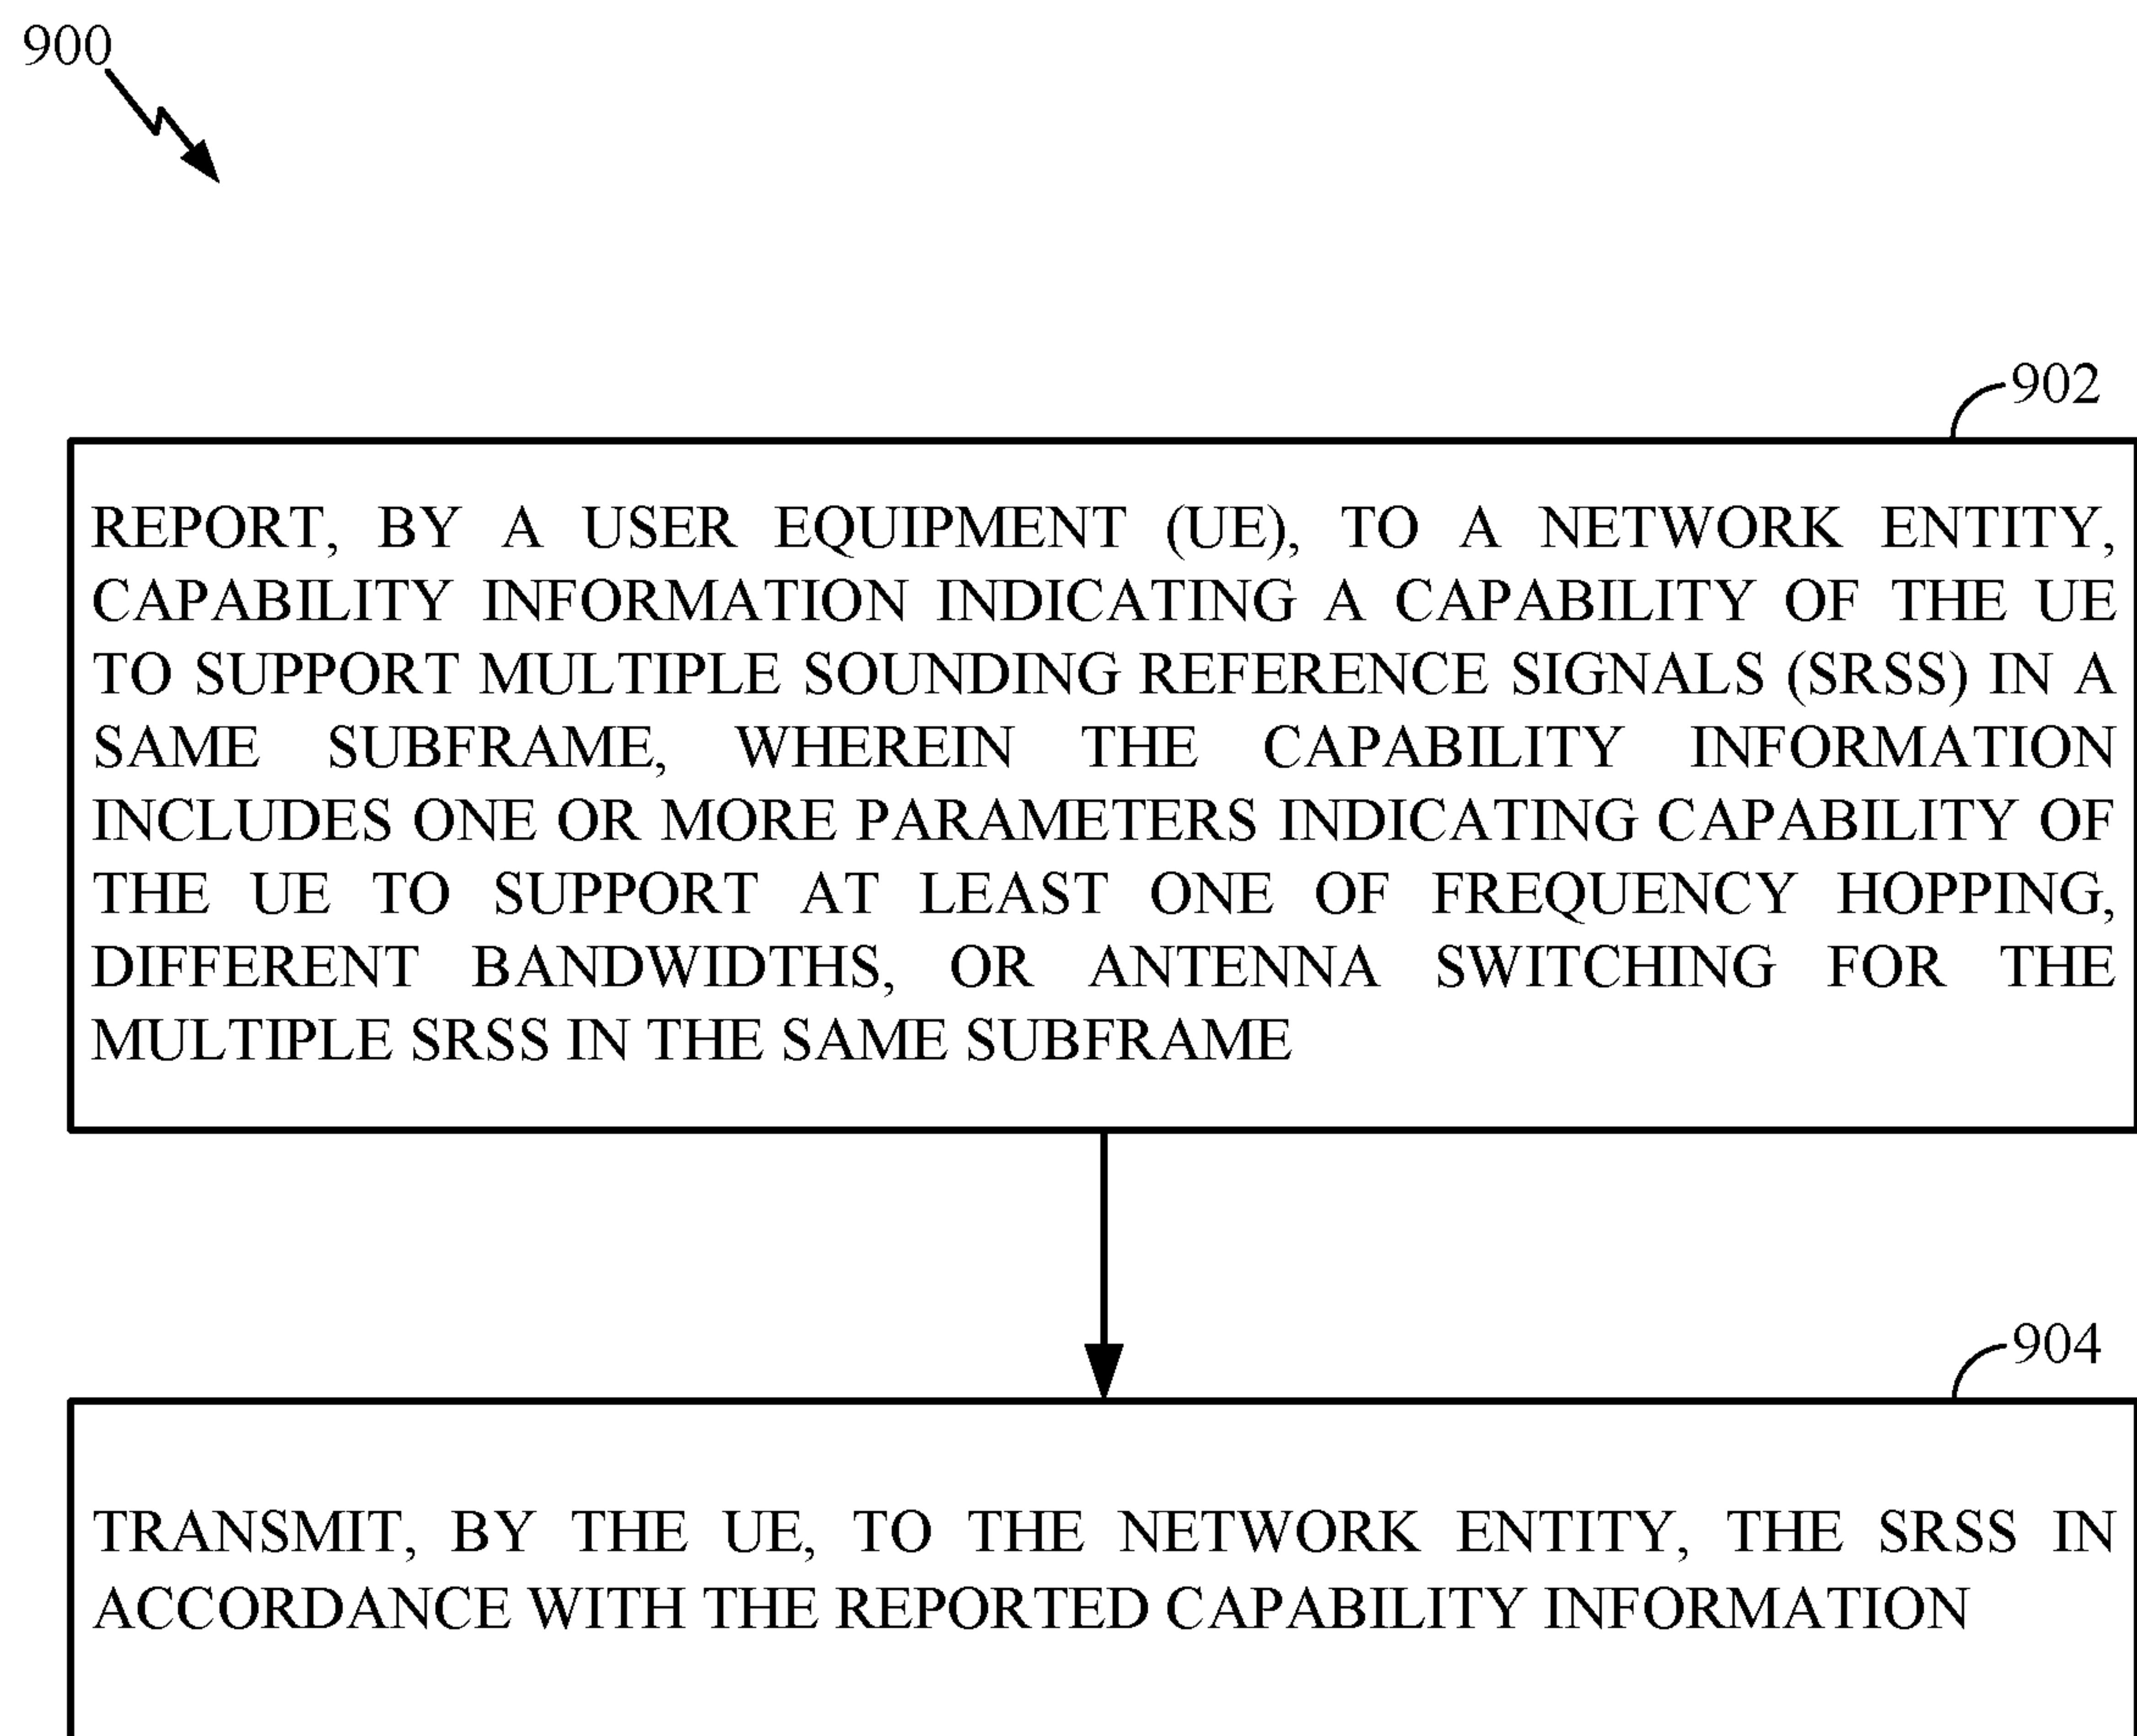 900
902
REPORT, BY A USER EQUIPMENT (UE), TO A NETWORK ENTITY,
CAPABILITY INFORMATION INDICATING A CAPABILITY OF THE UE
TO SUPPORT MULTIPLE SOUNDING REFERENCE SIGNALS (SRSS) IN A
SAME SUBFRAME, WHEREIN THE CAPABILITY INFORMATION
INCLUDES ONE OR MORE PARAMETERS INDICATING CAPABILITY OF
THE UE TO SUPPORT AT LEAST ONE OF FREQUENCY HOPPING,
DIFFERENT BANDWIDTHS, OR ANTENNA SWITCHING FOR THE
MULTIPLE SRSS IN THE SAME SUBFRAME
904
TRANSMIT, BY THE UE, TO THE NETWORK ENTITY, THE SRSS IN
ACCORDANCE WITH THE REPORTED CAPABILITY INFORMATION